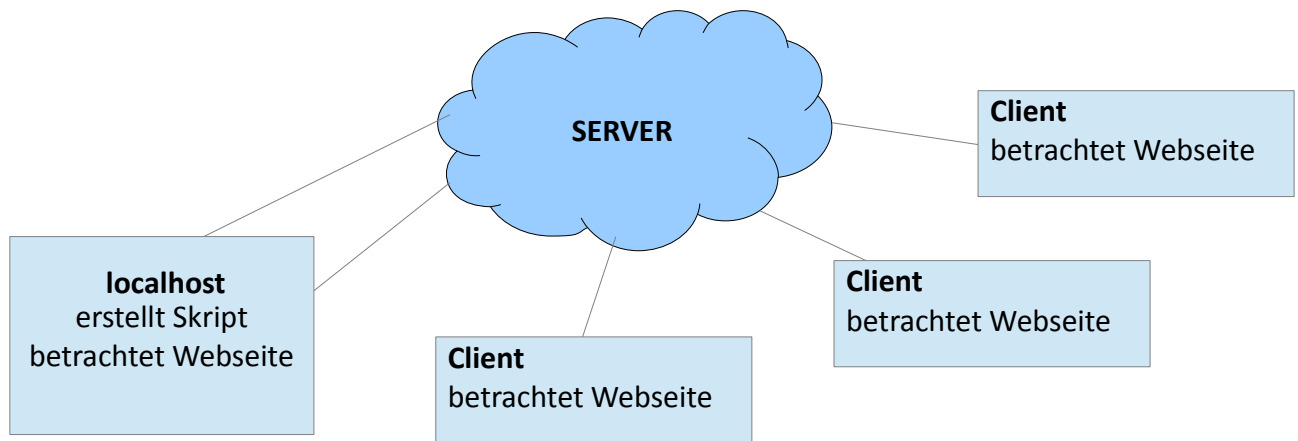 SERVER
Client
betrachtet Webseite
localhost
erstellt Skript
betrachtet Webseite
Client
betrachtet Webseite
Client
betrachtet Webseite